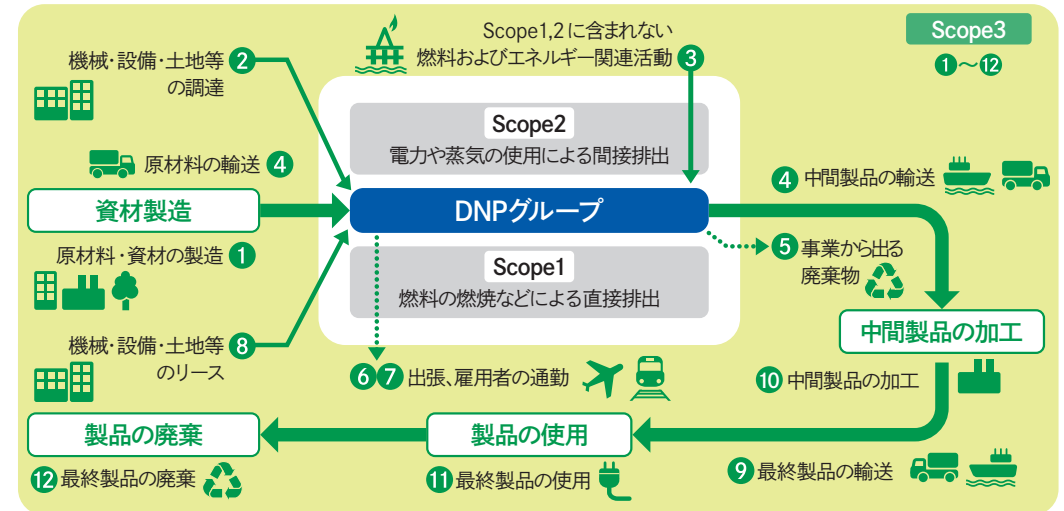 Scope3
①～⑫
Scope1,2に含まれない
燃料およびエネルギー関連活動③
機械・設備・土地等②
の調達
Scope2
電力や蒸気の使用による間接排出
原材料の輸送④
④中間製品の輸送
資材製造
DNPグループ
原材料・資材の製造①
⑤事業から出る
廃棄物
Scope1
燃料の燃焼などによる直接排出
中間製品の加工
機械・設備・土地等⑧
のリース
⑥⑦出張、雇用者の通勤
⑩中間製品の加工
製品の廃棄
製品の使用
⑫最終製品の廃棄
⑪最終製品の使用
⑨最終製品の輸送